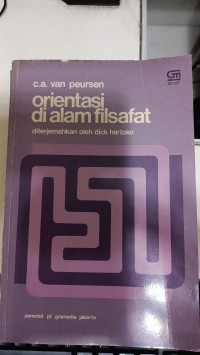 c.a. van peursen
orientasi
di alam filsafat
diterjemahkan oleh dick hartoko
penerbit pt gramedia jakarta